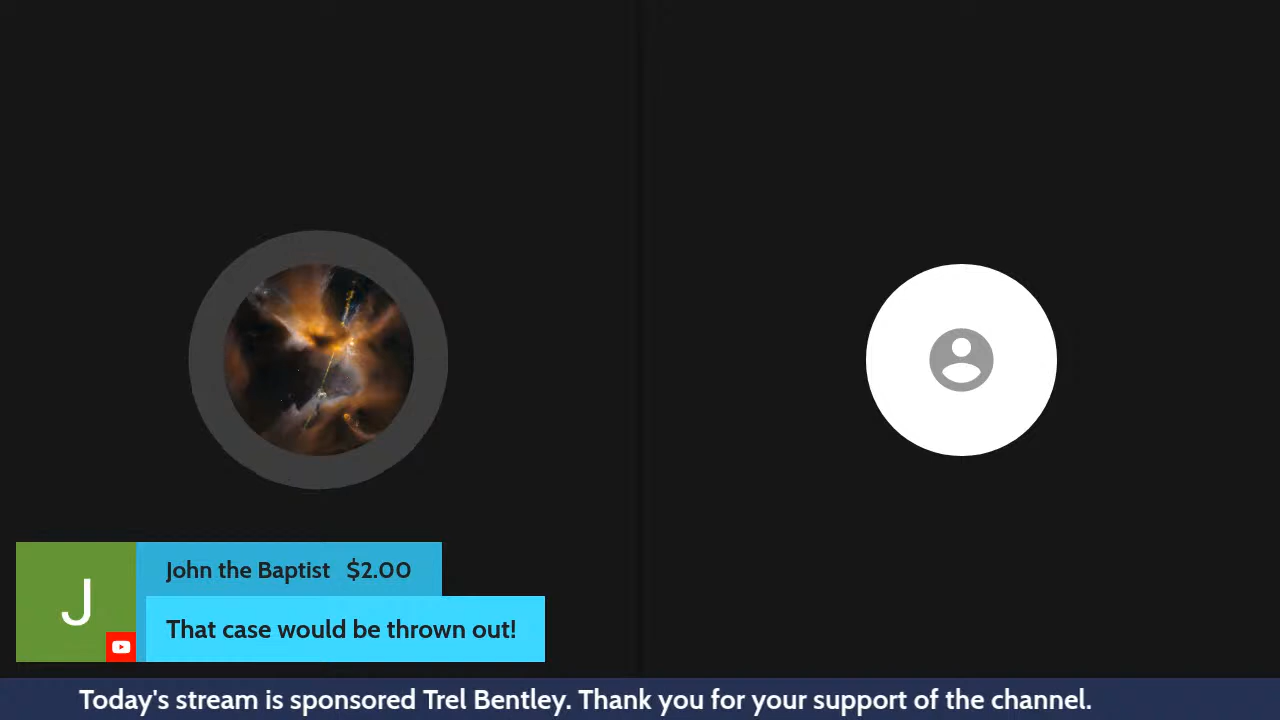 John the Baptist $2.00
J
That case would be thrown out!
Today's stream is sponsored Trel Bentley. Thank you for your support of the channel.